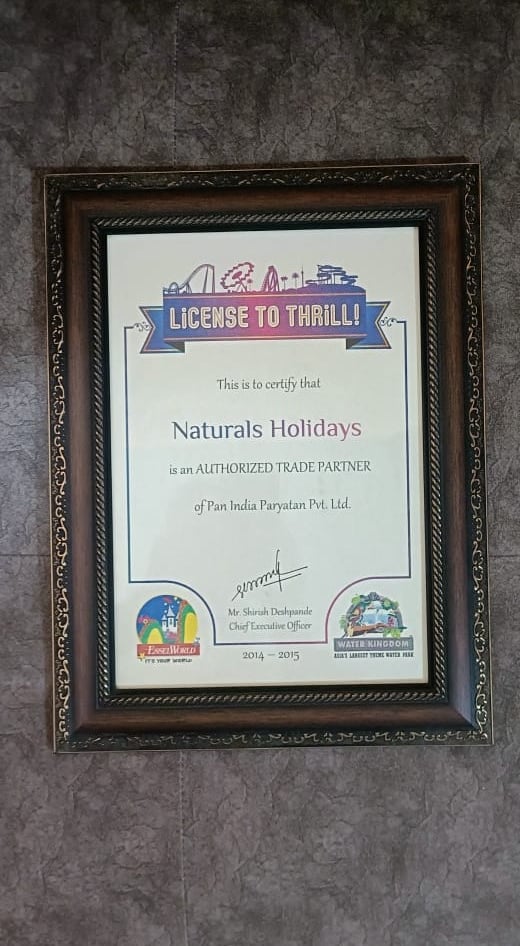 LiCENSE TO THRiLL!
This is to certify that
Naturals Holidays
is an AUTHORIZED TRADE PARTNER
of Pan India Paryatan Pvt. Ltd.
Mr. Shirish Deshpande
Chief Executive Officer
ESSELWORLD
IT'S YOUR WORLD
2014 — 2015
WATER KINGDOM
ASIA'S LARGEST THEME WATER PARK